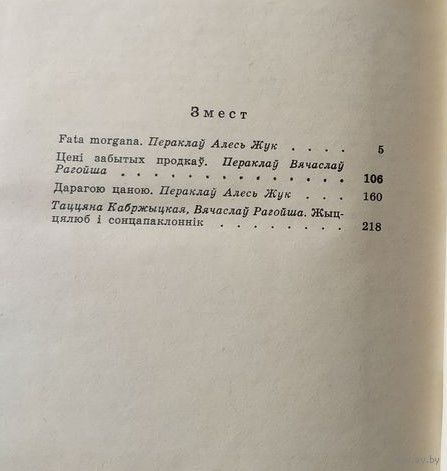 Змест
Fata morgana. Пераклаў Алесь Жук . . . . 5
Цені забытых продкаў. Пераклаў Вячаслаў
Рагойша . . . . . . . . . . . . . 106
Дарагою цаною. Пераклаў Алесь Жук . . . . 160
Таццяна Кабржыцкая, Вячаслаў Рагойша. Жыц-
цялюб і сонцапаклоннік . . . . . . . 218